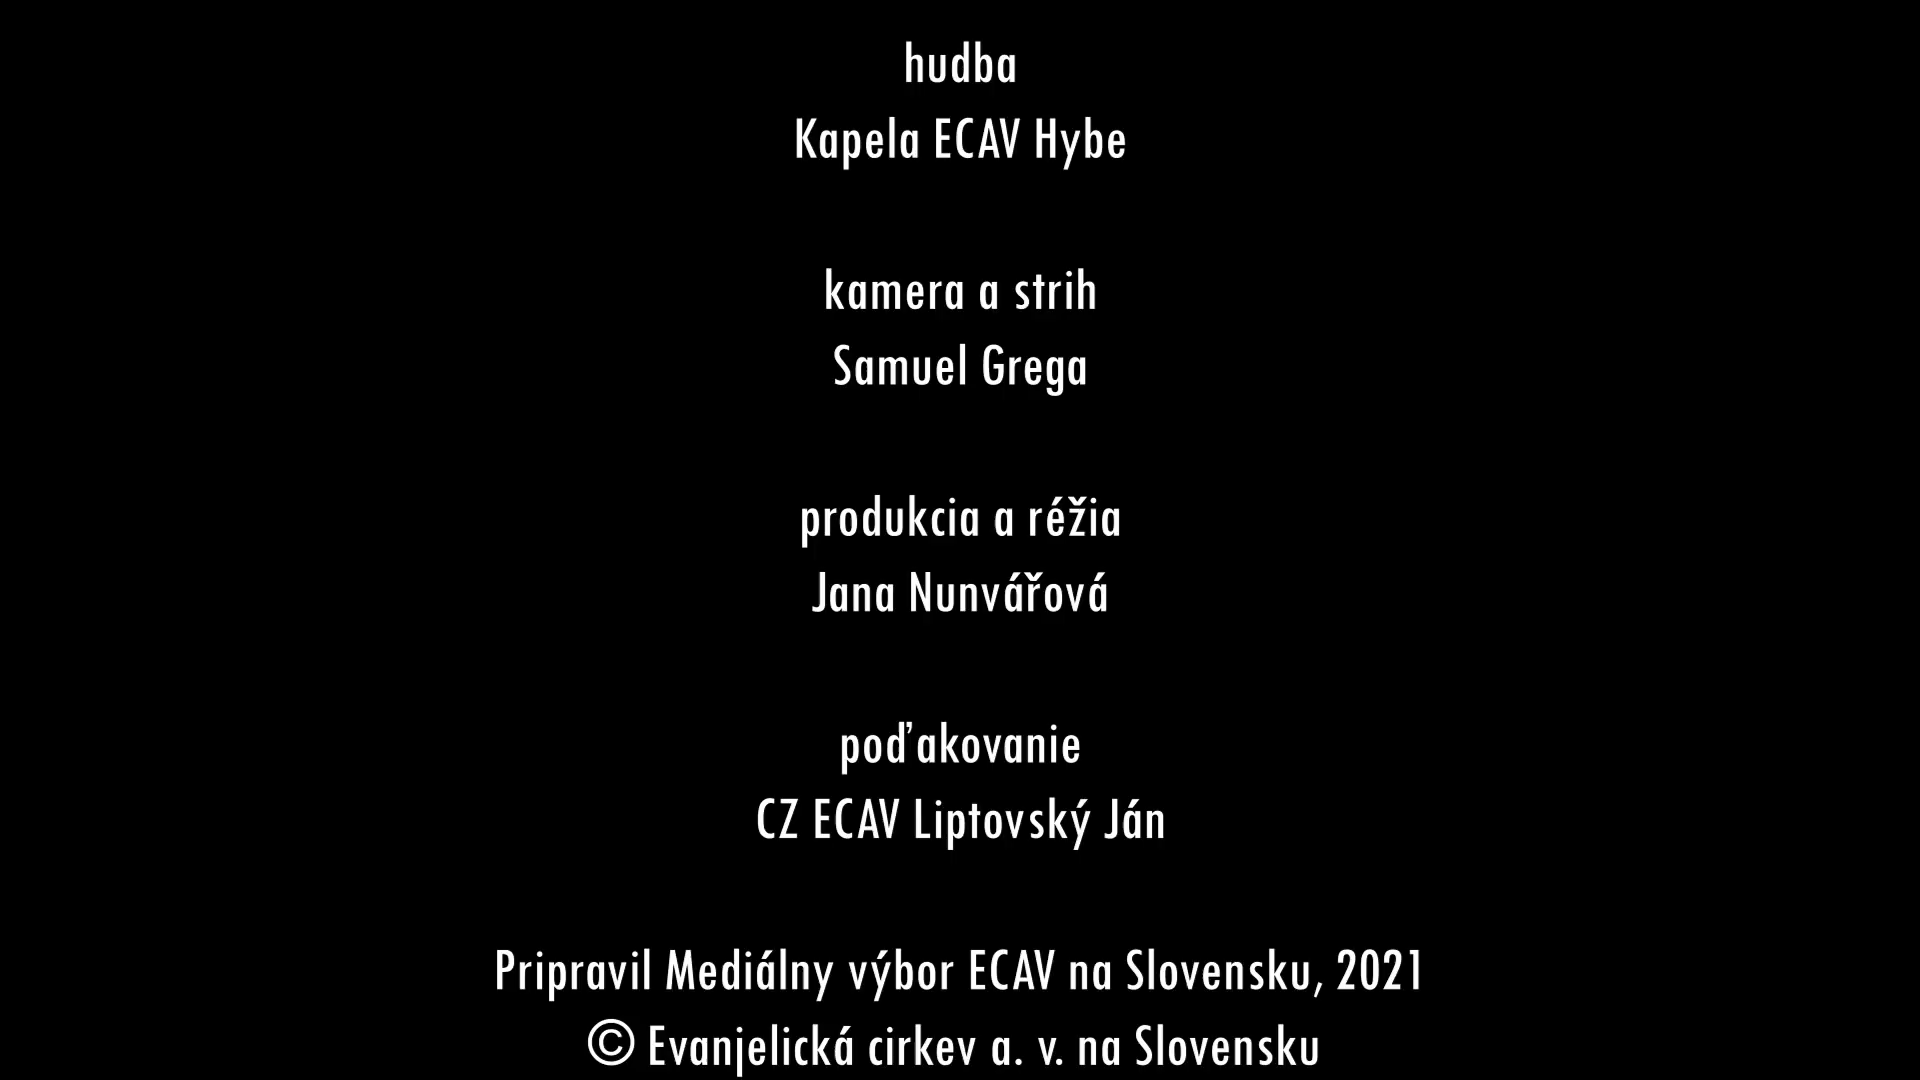 hudba
Kapela ECAV Hybe
kamera a strih
Samuel Grega
produkcia a réžia
Jana Nunvářová
poďakovanie
CZ ECAV Liptovský Ján
Pripravil Mediálny výbor ECAV na Slovensku, 2021
© Evanjelická cirkev a. v. na Slovensku